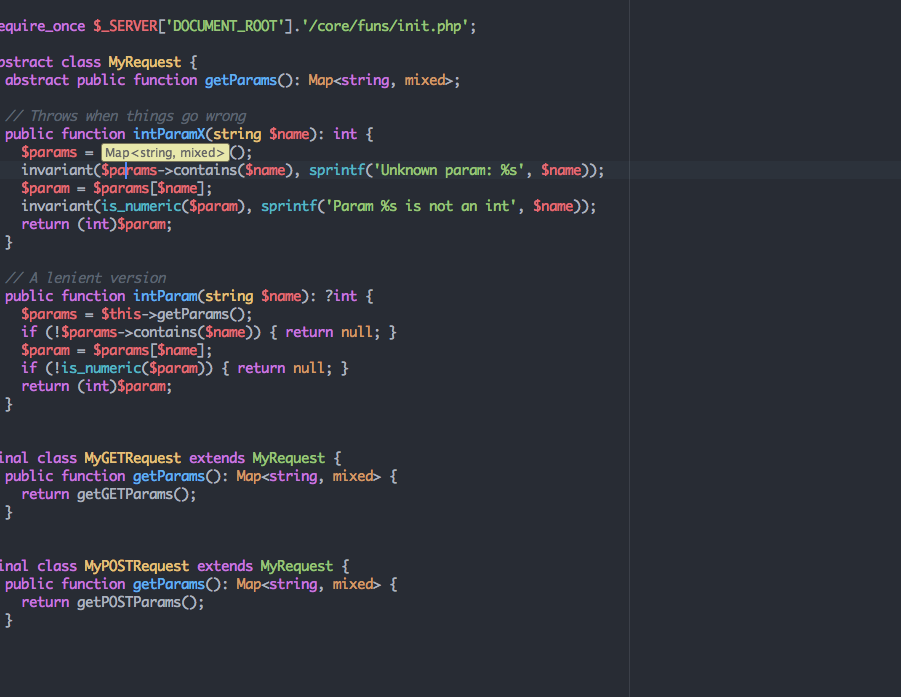 equire_once $_SERVER['DOCUMENT_ROOT'].'/core/funs/init.php';
bstract class MyRequest {
abstract public function getParams(): Map<string, mixed>;
// Throws when things go wrong
public function intParamX(string $name): int {
$params = Map<string, mixed>();
invariant($params->contains($name), sprintf('Unknown param: %s', $name));
$param = $params[$name];
invariant(is_numeric($param), sprintf('Param %s is not an int', $name));
return (int)$param;
}
// A lenient version
public function intParam(string $name): ?int {
$params = $this->getParams();
if (!$params->contains($name)) { return null; }
$param = $params[$name];
if (!is_numeric($param)) { return null; }
return (int)$param;
}
inal class MyGETRequest extends MyRequest {
public function getParams(): Map<string, mixed> {
return getGETParams();
}
inal class MyPOSTRequest extends MyRequest {
public function getParams(): Map<string, mixed> {
return getPOSTParams();
}